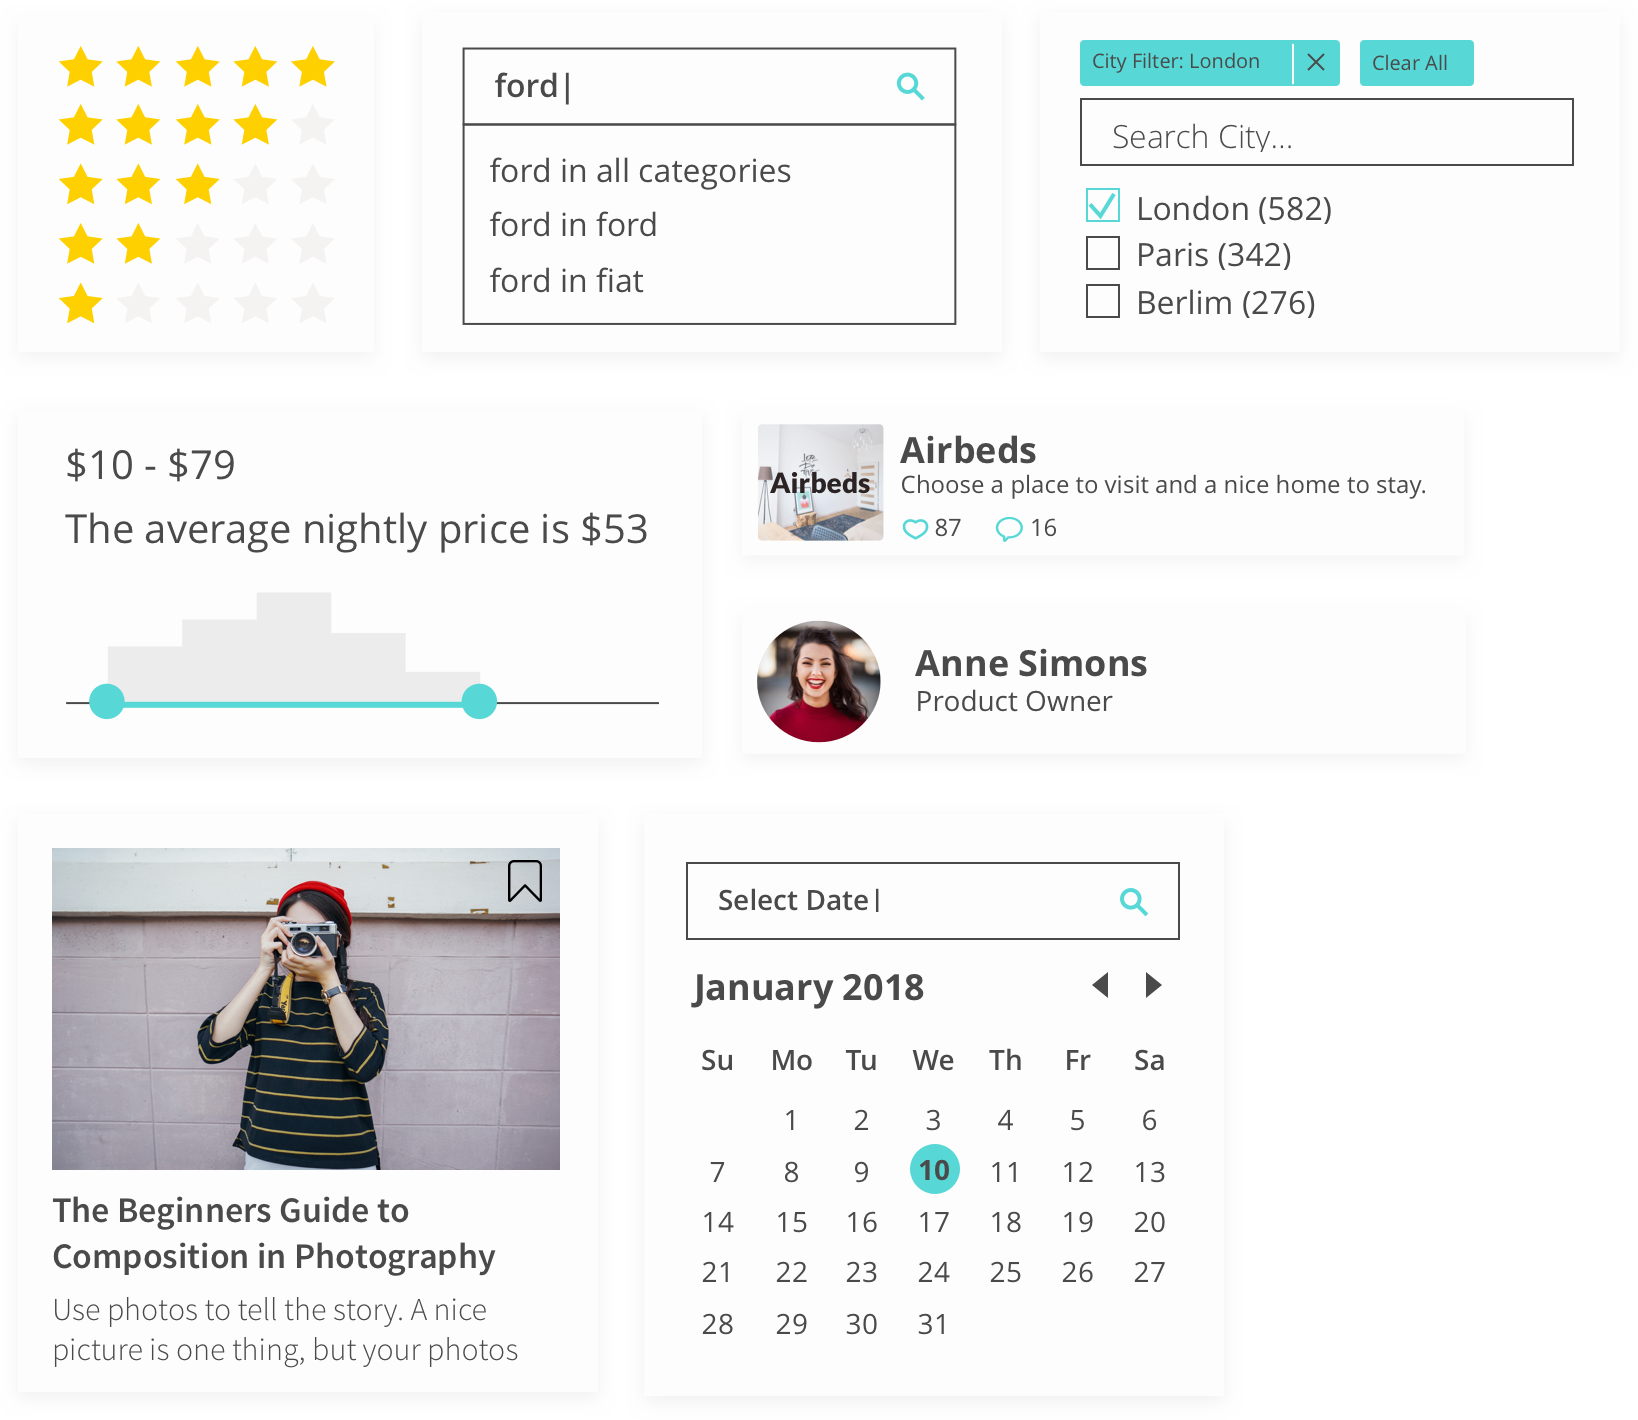 ford|
ford in all categories
ford in ford
ford in fiat
City Filter: London
Clear All
Search City...
London (582)
Paris (342)
Berlim (276)
$10 - $79
The average nightly price is $53
Airbeds
Airbeds
Choose a place to visit and a nice home to stay.
87 16
Anne Simons
Product Owner
The Beginners Guide to
Composition in Photography
Use photos to tell the story. A nice
picture is one thing, but your photos
Select Date|
January 2018
Su Mo Tu We Th Fr Sa
1 2 3 4 5 6
7 8 9 10 11 12 13
14 15 16 17 18 19 20
21 22 23 24 25 26 27
28 29 30 31